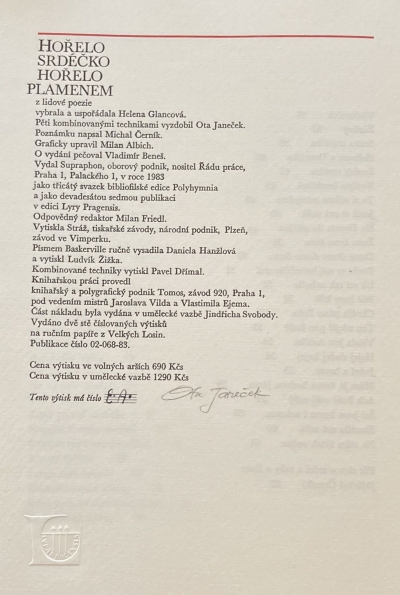 HOŘELO
SRDÉČKO
HOŘELO
PLAMENEM
z lidové poezie
vybrala a uspořádala Helena Glancová.
Pěti kombinovanými technikami vyzdobil Ota Janeček.
Poznámku napsal Michal Černík.
Graficky upravil Milan Albich.
O vydání pečoval Vladimír Beneš.
Vydal Supraphon, oborový podnik, nositel Řádu práce,
Praha 1, Palackého 1, v roce 1983
jako třicátý svazek bibliofilské edice Polyhymnia
a jako devadesátou sedmou publikaci
v edici Lyry Pragensis.
Odpovědný redaktor Milan Friedl.
Vytiskla Stráž, tiskařské závody, národní podnik, Plzeň,
závod ve Vimperku.
Písmem Baskerville ručně vysadila Daniela Hanžlová
a vytiskl Ludvík Žižka.
Kombinované techniky vytiskl Pavel Dřímal.
Knihařskou práci provedl
knihařský a polygrafický podnik Tomos, závod 920, Praha 1,
pod vedením mistrů Jaroslava Vilda a Vlastimila Ejema.
Část nákladu byla vydána v umělecké vazbě Jindřicha Svobody.
Vydáno dvě stě číslovaných výtisků
na ručním papíře z Velkých Losin.
Publikace číslo 02-068-83.
Cena výtisku ve volných arších 690 Kčs
Cena výtisku v umělecké vazbě 1290 Kčs
Tento výtisk má číslo
Ota Janeček